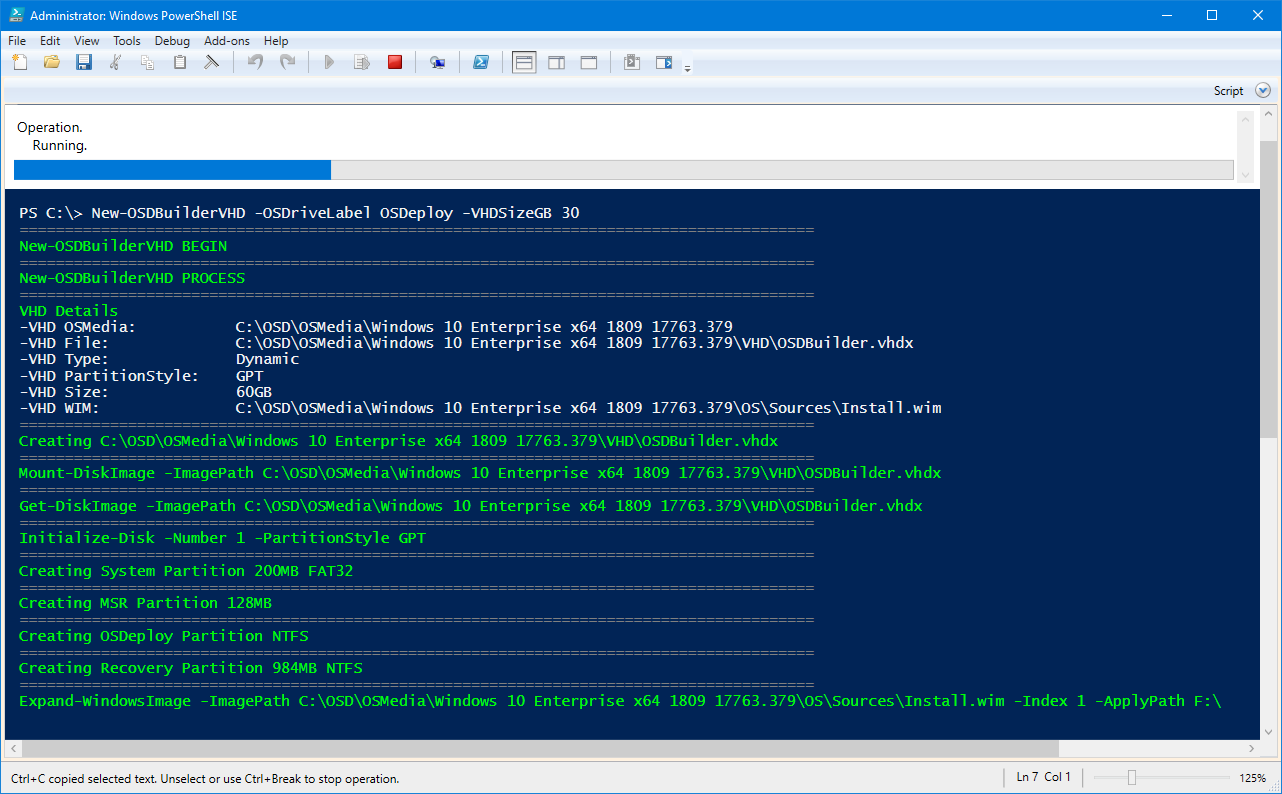 Administrator: Windows PowerShell ISE
File Edit View Tools Debug Add-ons Help
Script
Operation.
Running.
PS C:\> New-OSDBuilderVHD -OSDriveLabel OSDeploy -VHDSizeGB 30
========================================================================================
New-OSDBuilderVHD BEGIN
========================================================================================
New-OSDBuilderVHD PROCESS
========================================================================================
VHD Details
-VHD OSMedia: C:\OSD\OSMedia\Windows 10 Enterprise x64 1809 17763.379
-VHD File: C:\OSD\OSMedia\Windows 10 Enterprise x64 1809 17763.379\VHD\OSDBuilder.vhdx
-VHD Type: Dynamic
-VHD PartitionStyle: GPT
-VHD Size: 60GB
-VHD WIM: C:\OSD\OSMedia\Windows 10 Enterprise x64 1809 17763.379\OS\Sources\Install.wim
========================================================================================
Creating C:\OSD\OSMedia\Windows 10 Enterprise x64 1809 17763.379\VHD\OSDBuilder.vhdx
========================================================================================
Mount-DiskImage -ImagePath C:\OSD\OSMedia\Windows 10 Enterprise x64 1809 17763.379\VHD\OSDBuilder.vhdx
========================================================================================
Get-DiskImage -ImagePath C:\OSD\OSMedia\Windows 10 Enterprise x64 1809 17763.379\VHD\OSDBuilder.vhdx
========================================================================================
Initialize-Disk -Number 1 -PartitionStyle GPT
========================================================================================
Creating System Partition 200MB FAT32
========================================================================================
Creating MSR Partition 128MB
========================================================================================
Creating OSDeploy Partition NTFS
========================================================================================
Creating Recovery Partition 984MB NTFS
========================================================================================
Expand-WindowsImage -ImagePath C:\OSD\OSMedia\Windows 10 Enterprise x64 1809 17763.379\OS\Sources\Install.wim -Index 1 -ApplyPath F:\
Ctrl+C copied selected text. Unselect or use Ctrl+Break to stop operation.
Ln 7 Col 1
125%